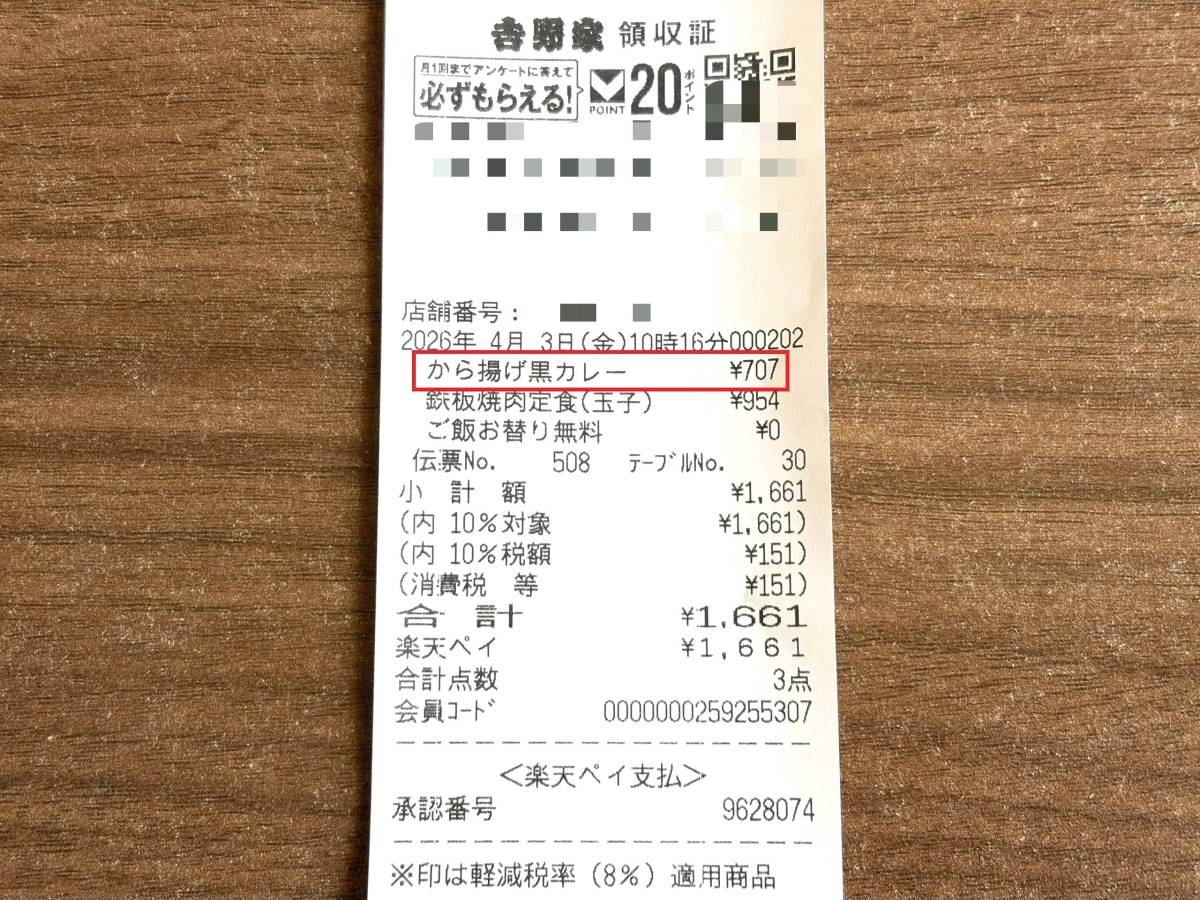 吉野家 領収証
月1回までアンケートに答えて
必ずもらえる!
V POINT 20ポイント
店舗番号:
2026年 4月 3日(金)10時16分000202
から揚げ黒カレー ¥707
鉄板焼肉定食(玉子) ¥954
ご飯お替り無料 ¥0
伝票No. 508 テーブルNo. 30
小 計 額 ¥1,661
(内 10%対象 ¥1,661)
(内 10%税額 ¥151)
(消費税 等 ¥151)
合 計 ¥1,661
楽天ペイ ¥1,661
合計点数 3点
会員コード 0000000259255307
<楽天ペイ支払>
承認番号 9628074
※印は軽減税率(8%)適用商品